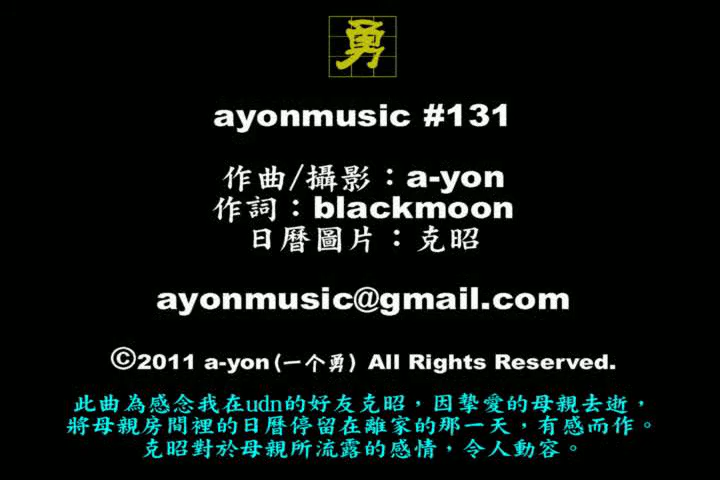 勇
ayonmusic #131
作曲/攝影：a-yon
作詞：blackmoon
日曆圖片：克昭
ayonmusic@gmail.com
©2011 a-yon(一个勇) All Rights Reserved.
此曲為感念我在udn的好友克昭，因摯愛的母親去逝，
將母親房間裡的日曆停留在離家的那一天，有感而作。
克昭對於母親所流露的感情，令人動容。